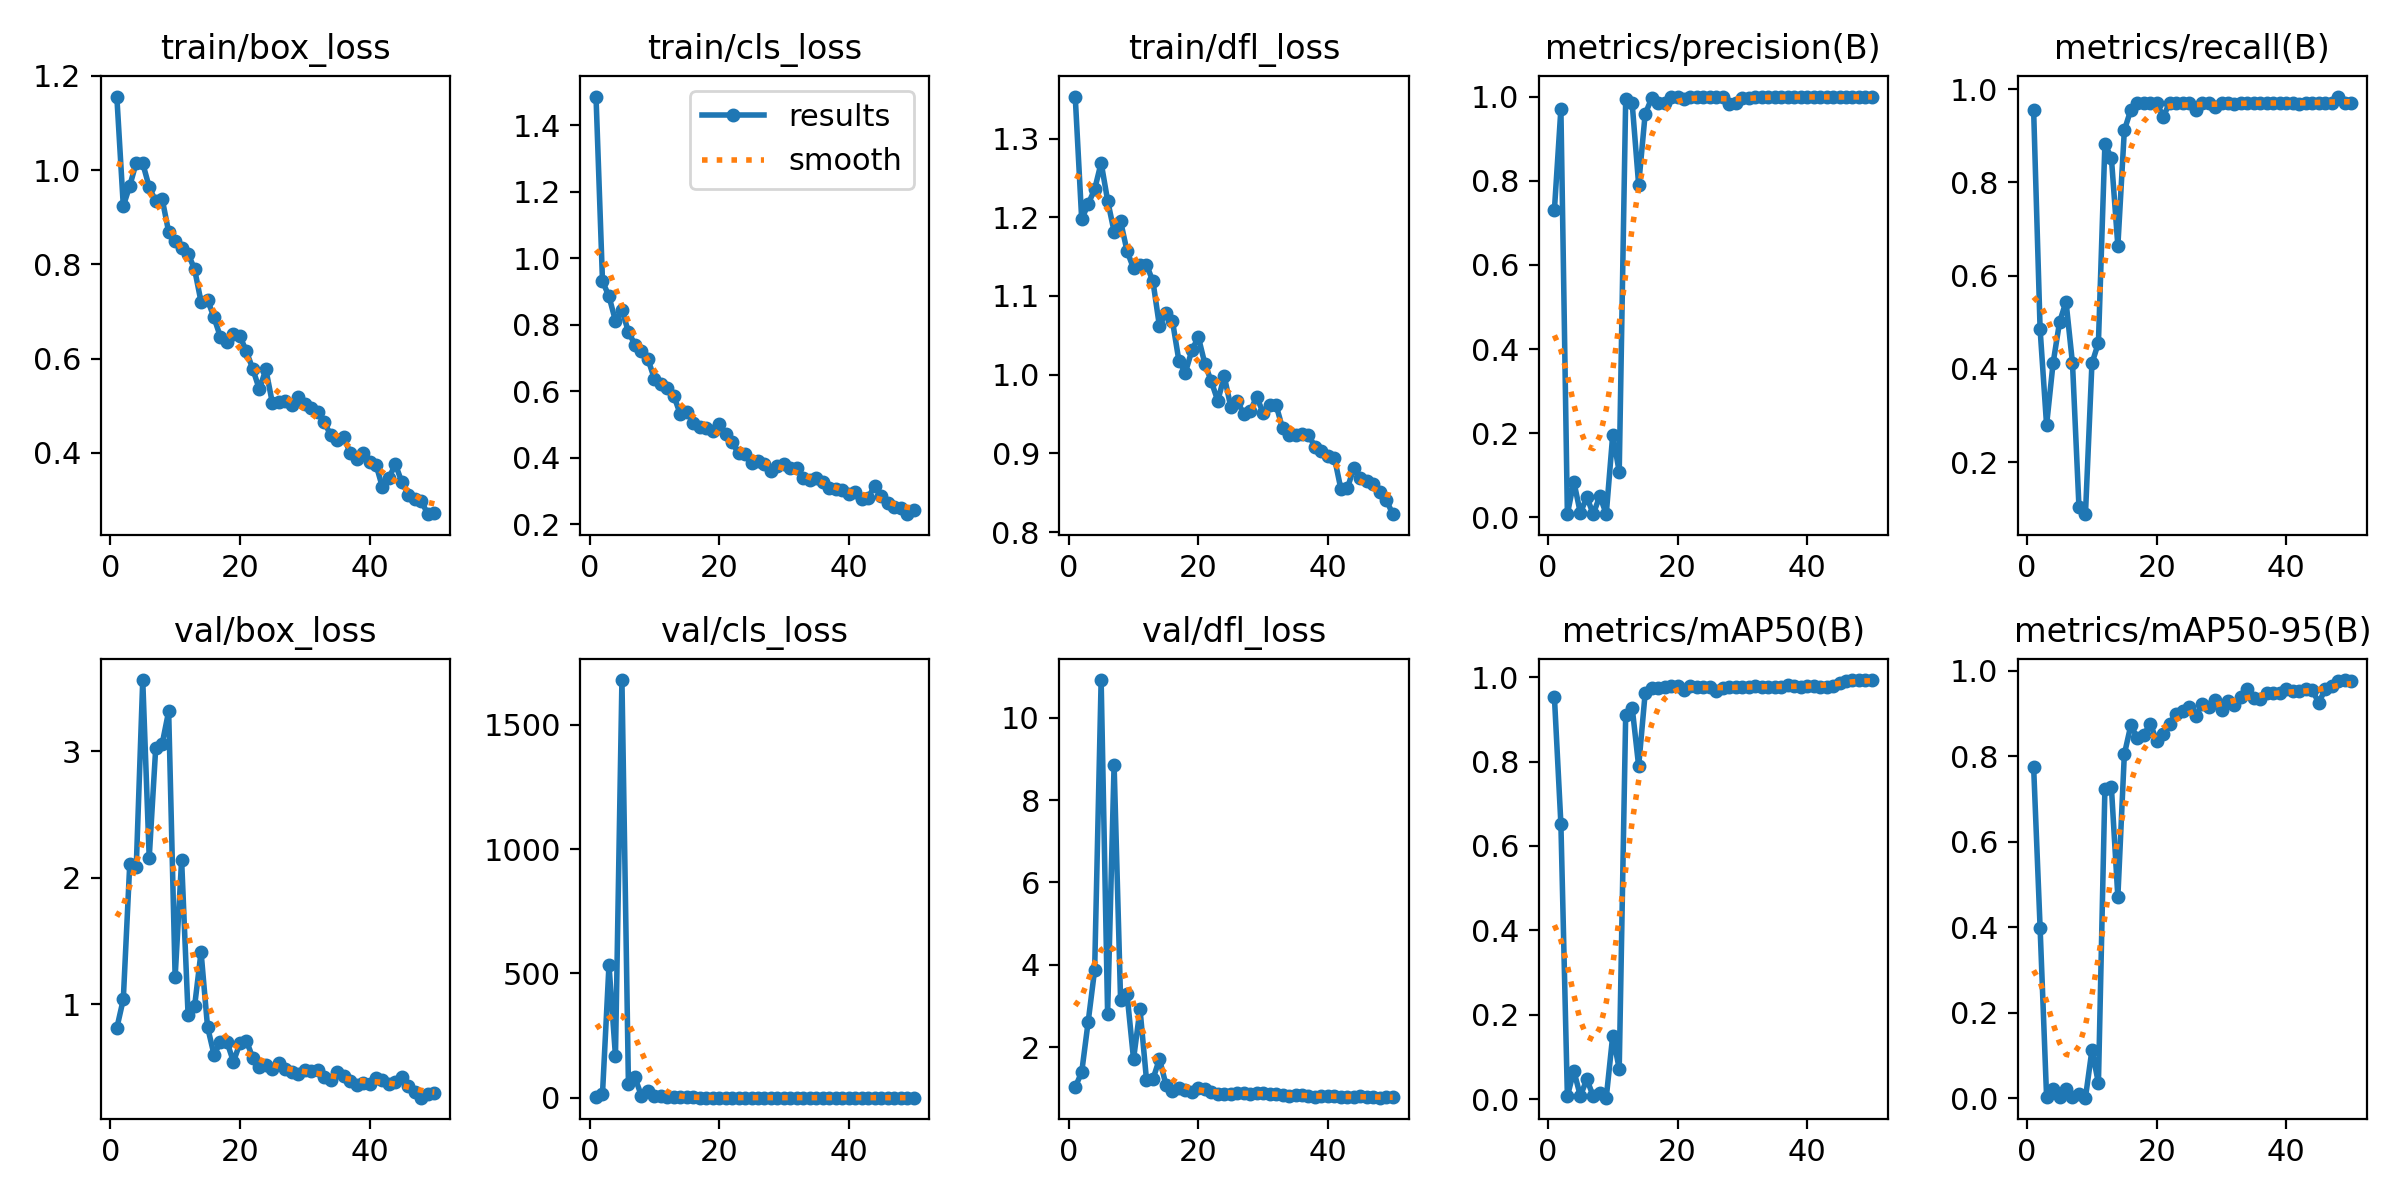 train/box_loss
1.2
1.0
0.8
0.6
0.4
0 20 40
train/cls_loss
results
smooth
1.4
1.2
1.0
0.8
0.6
0.4
0.2
0 20 40
train/dfl_loss
1.3
1.2
1.1
1.0
0.9
0.8
0 20 40
metrics/precision(B)
1.0
0.8
0.6
0.4
0.2
0.0
0 20 40
metrics/recall(B)
1.0
0.8
0.6
0.4
0.2
0 20 40
val/box_loss
3
2
1
0 20 40
val/cls_loss
1500
1000
500
0
0 20 40
val/dfl_loss
10
8
6
4
2
0 20 40
metrics/mAP50(B)
1.0
0.8
0.6
0.4
0.2
0.0
0 20 40
metrics/mAP50-95(B)
1.0
0.8
0.6
0.4
0.2
0.0
0 20 40